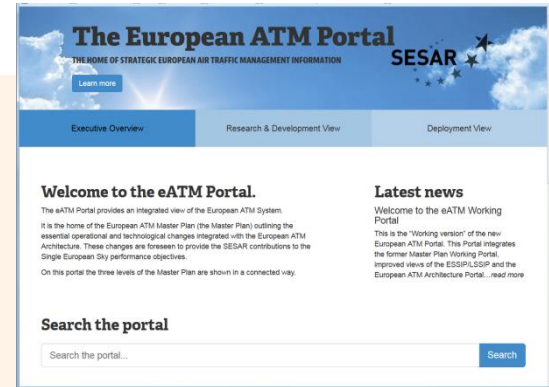 The European ATM Portal
THE HOME OF STRATEGIC EUROPEAN AIR TRAFFIC MANAGEMENT INFORMATION
SESAR
Learn more
Executive Overview
Research & Development View
Deployment View
Welcome to the eATM Portal.
The eATM Portal provides an integrated view of the European ATM System.
It is the home of the European ATM Master Plan (the Master Plan) outlining the
essential operational and technological changes integrated with the European ATM
Architecture. These changes are foreseen to provide the SESAR contributions to the
Single European Sky performance objectives.
On this portal the three levels of the Master Plan are shown in a connected way.
Latest news
Welcome to the eATM Working
Portal
This is the "Working version" of the new
European ATM Portal. This Portal integrates
the former Master Plan Working Portal,
improved views of the ESSIP/LSSIP and the
European ATM Architecture Portal...read more
Search the portal
Search the portal...
Search